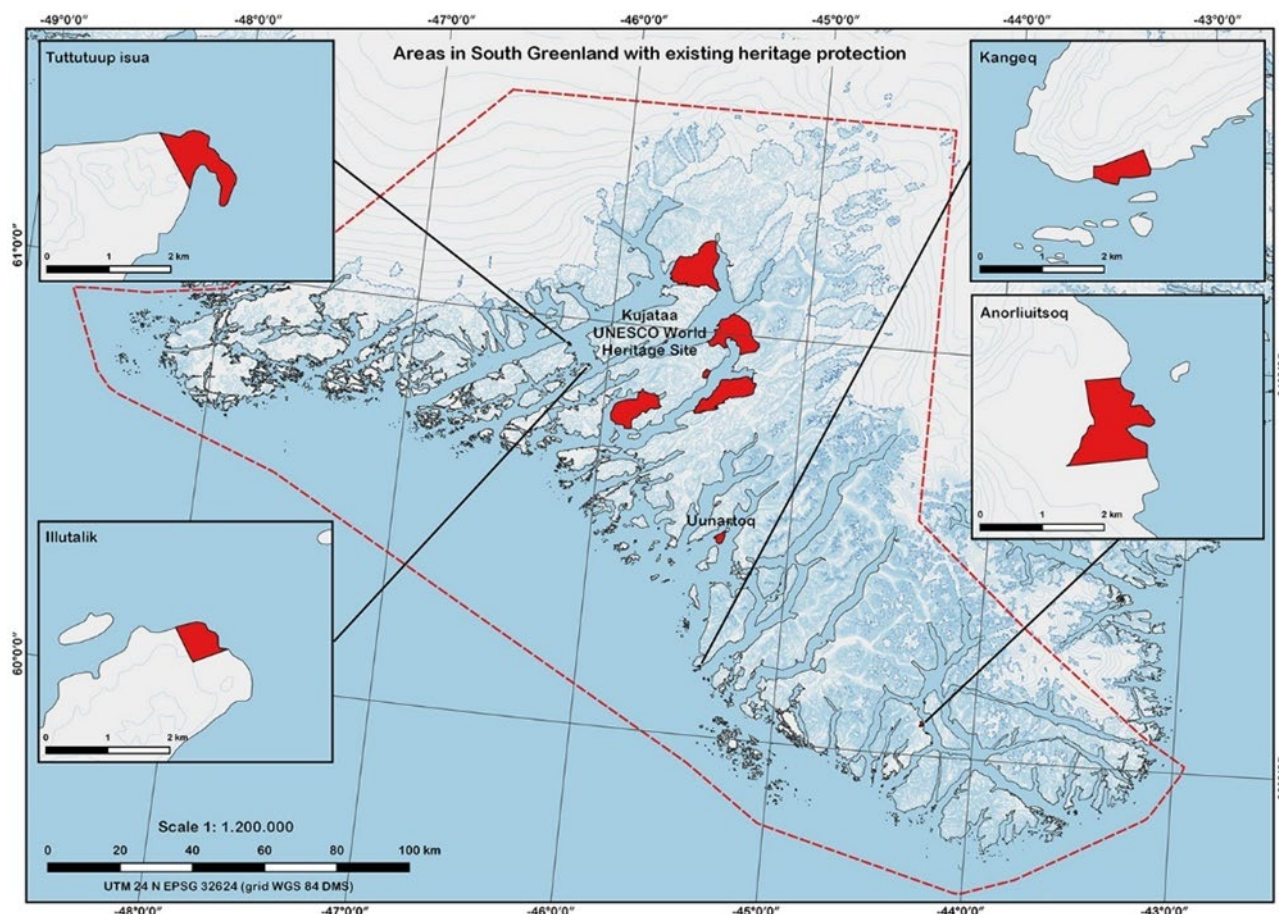 -49°0'0"
-48°0'0"
-47°0'0"
-46°0'0"
-45°0'0"
-44°0'0"
-43°0'0"
Areas in South Greenland with existing heritage protection
Tuttutuup isua
0 1 2 km
Kangeq
0 1 2 km
61°0'0"
Kujataa
UNESCO World
Heritage Site
Anorliuitsoq
0 1 2 km
Uunartoq
Illutalik
0 1 2 km
60°0'0"
Scale 1: 1.200.000
0 20 40 60 80 100 km
UTM 24 N EPSG 32624 (grid WGS 84 DMS)
-48°0'0"
-47°0'0"
-46°0'0"
-45°0'0"
-44°0'0"
-43°0'0"